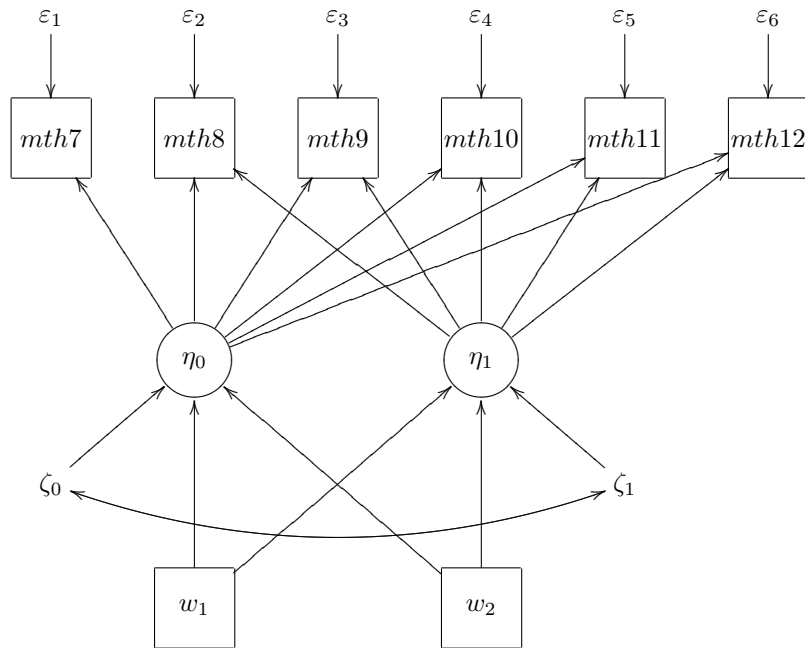 ε₁ ε₂ ε₃ ε₄ ε₅ ε₆
mth7 mth8 mth9 mth10 mth11 mth12
η₀ η₁
ζ₀ ζ₁
w₁ w₂